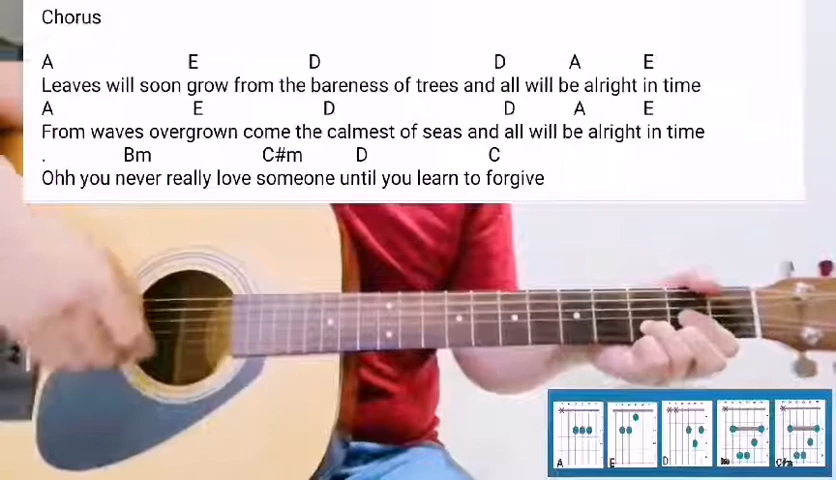 Chorus
A E D D A E
Leaves will soon grow from the bareness of trees and all will be alright in time
A E D D A E
From waves overgrown come the calmest of seas and all will be alright in time
. Bm C#m D C
Ohh you never really love someone until you learn to forgive
A E D